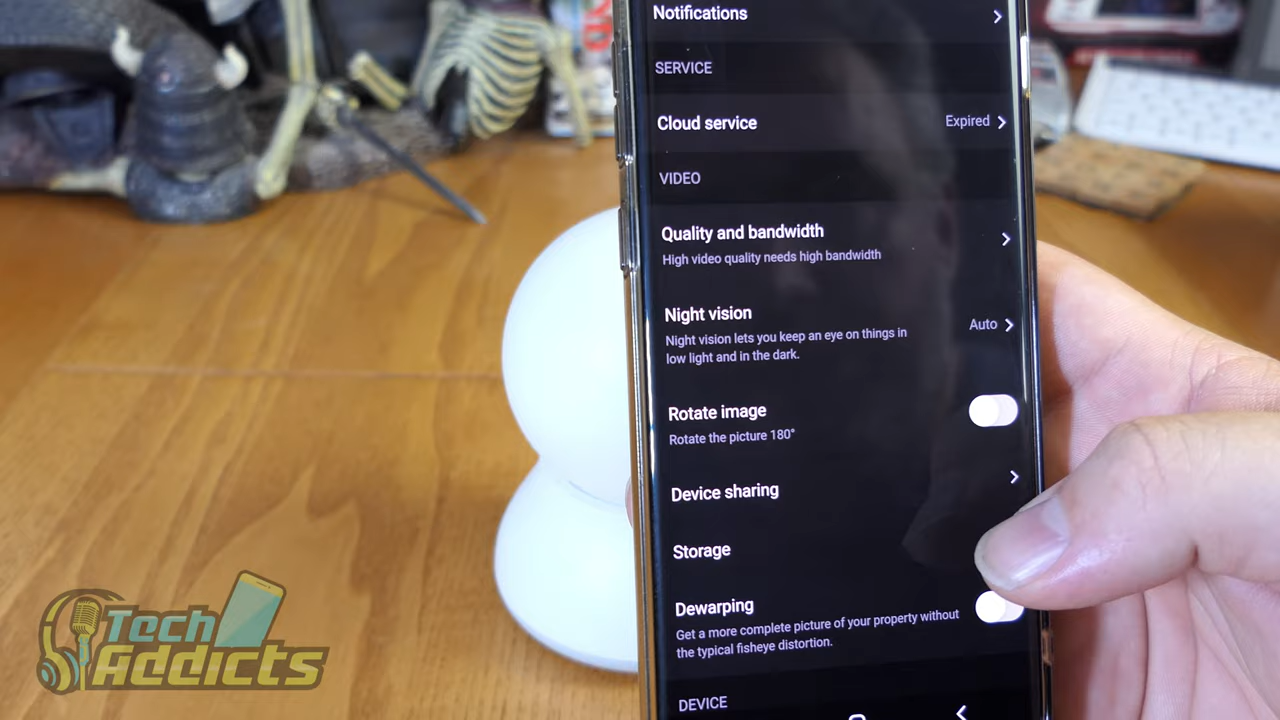 Notifications
SERVICE
Cloud service
Expired
VIDEO
Quality and bandwidth
High video quality needs high bandwidth
Night vision
Auto
Night vision lets you keep an eye on things in
low light and in the dark.
Rotate image
Rotate the picture 180°
Device sharing
Storage
Dewarping
Get a more complete picture of your property without
the typical fisheye distortion.
DEVICE
Tech
Addicts